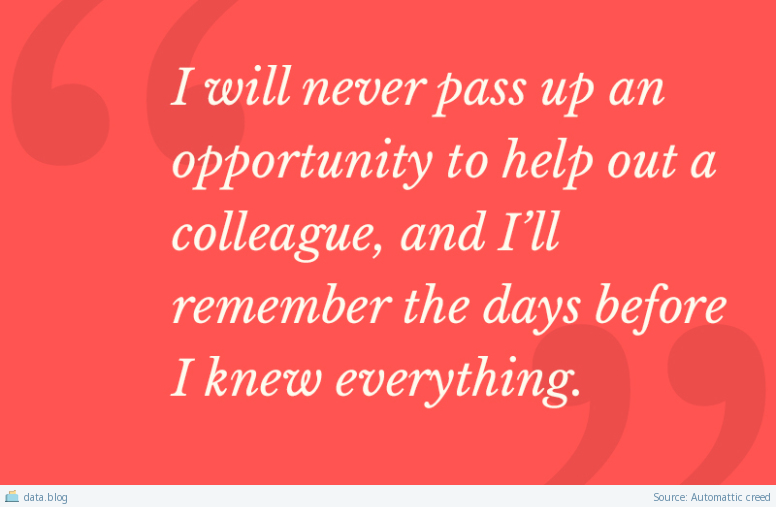 I will never pass up an
opportunity to help out a
colleague, and I’ll
remember the days before
I knew everything.
data.blog
Source: Automattic creed